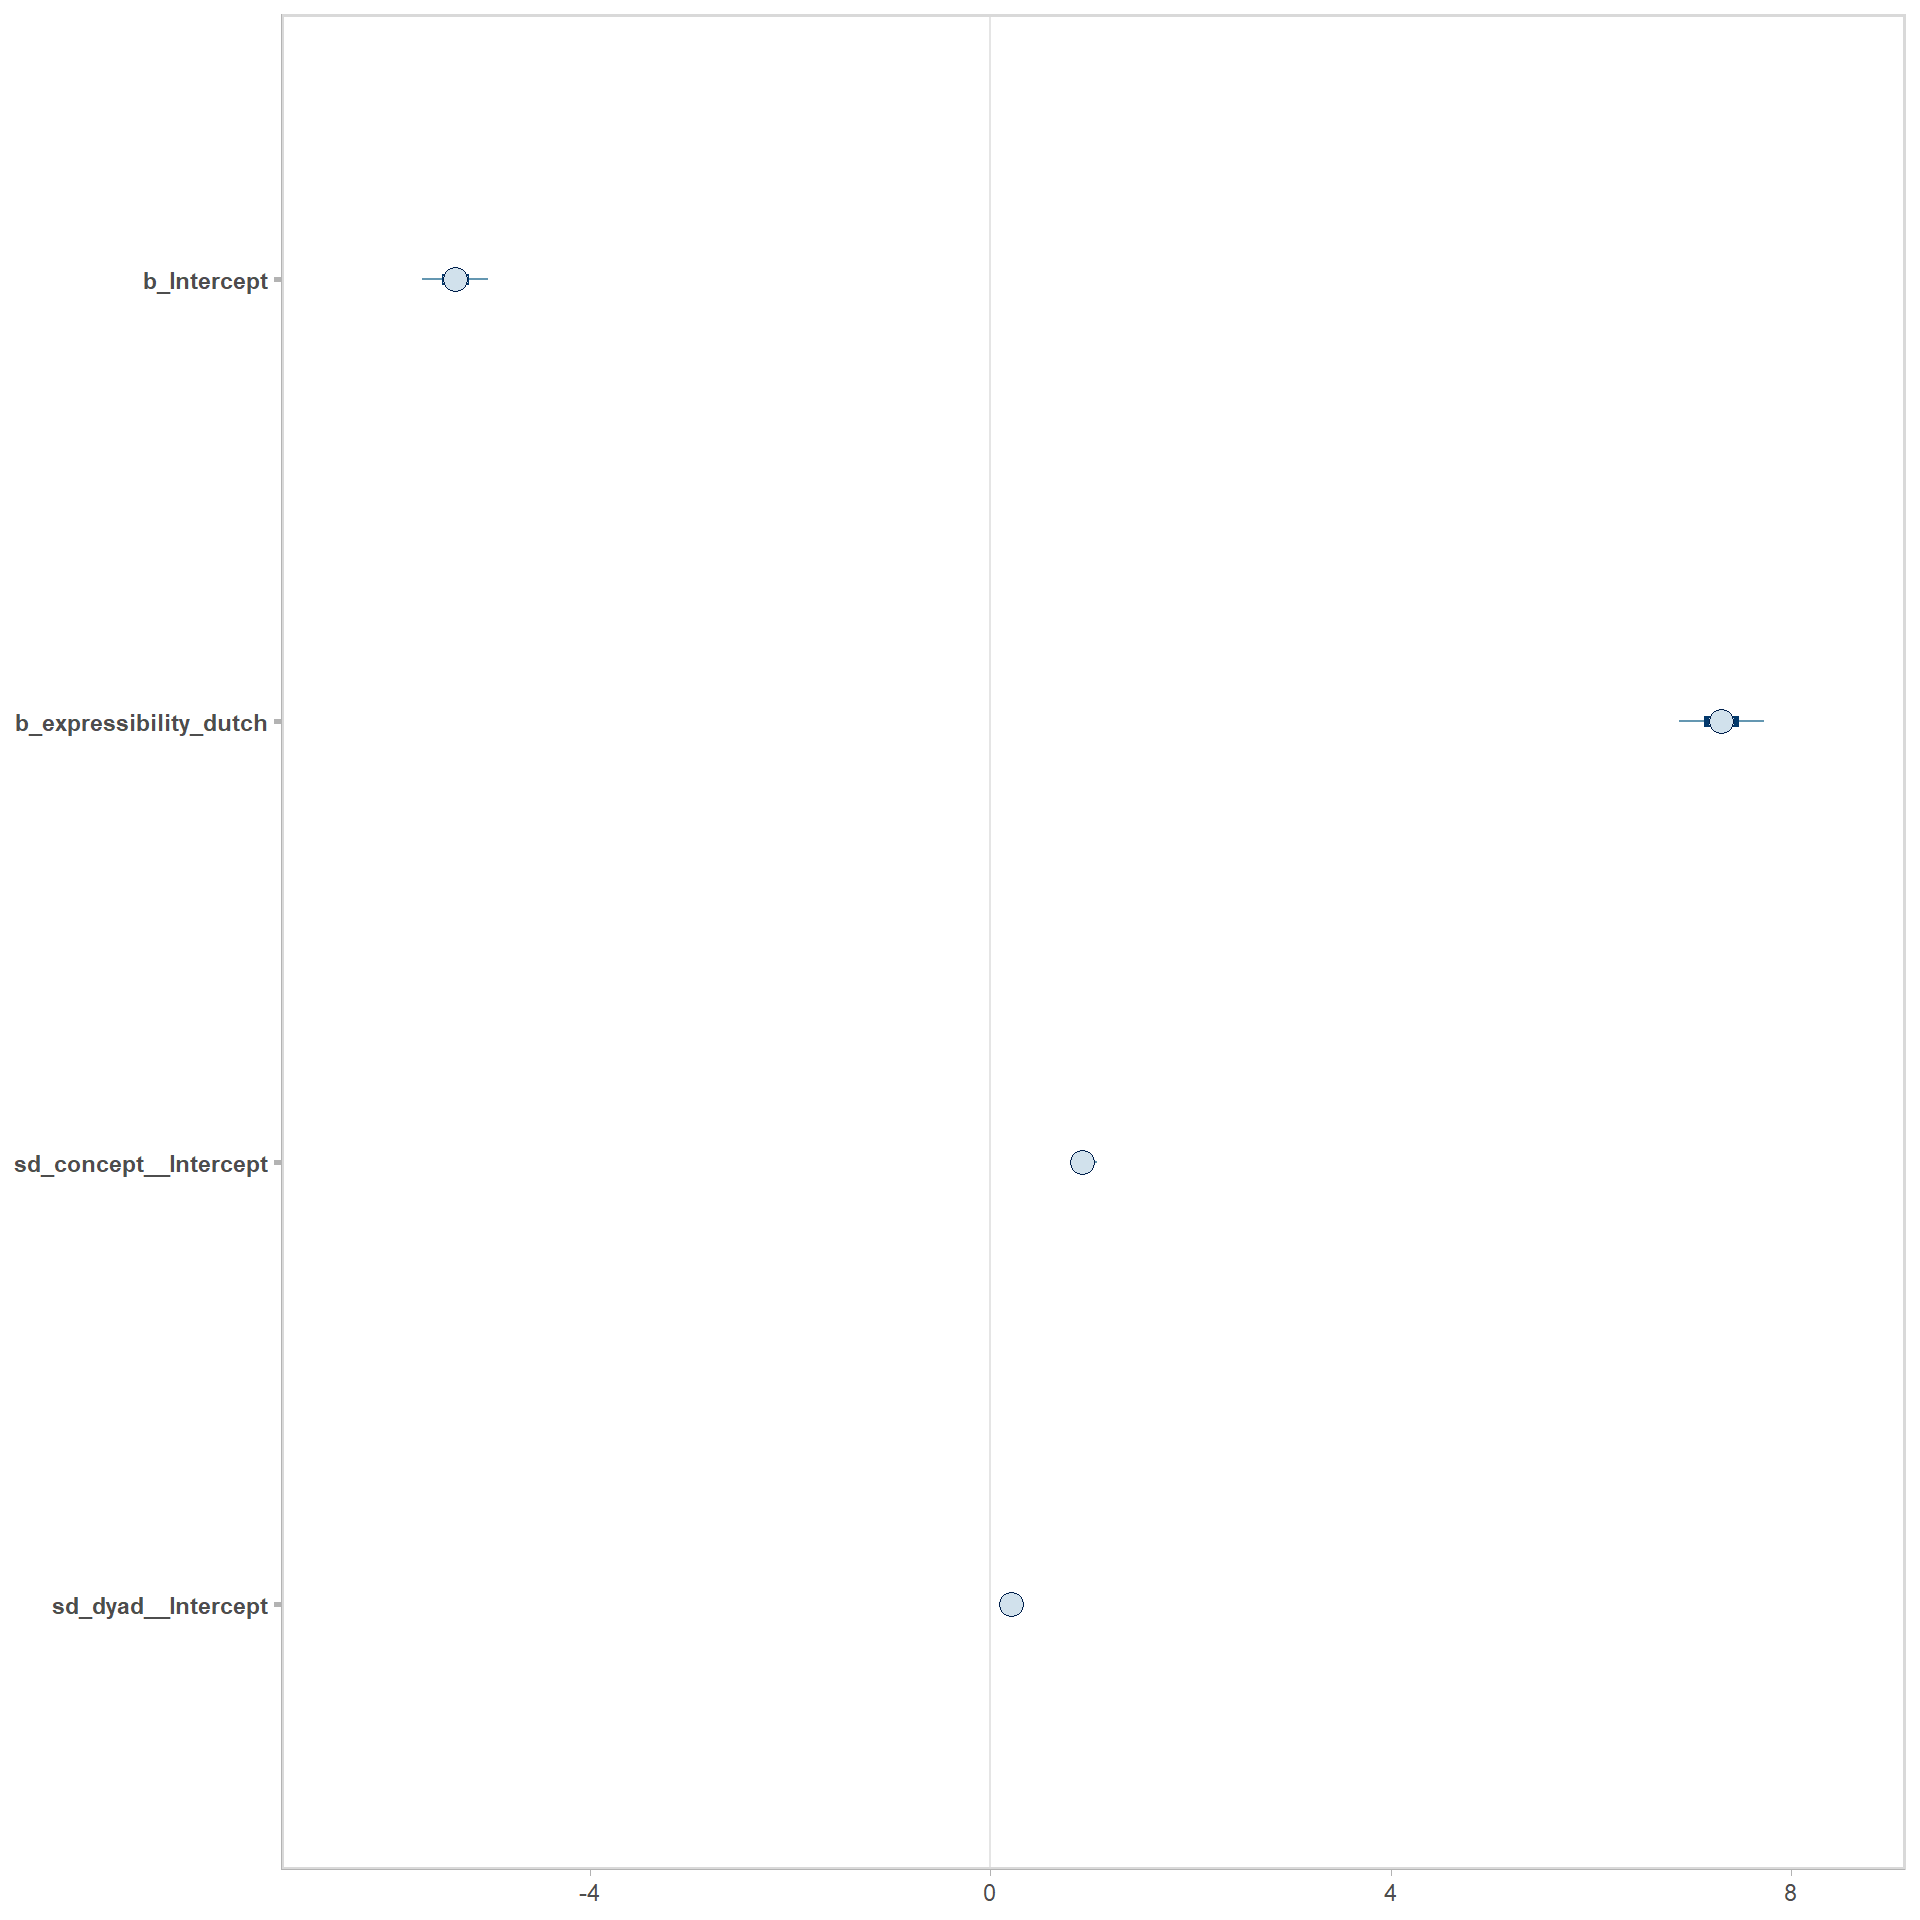 b_Intercept
b_expressibility_dutch
sd_concept__Intercept
sd_dyad__Intercept
-4 0 4 8